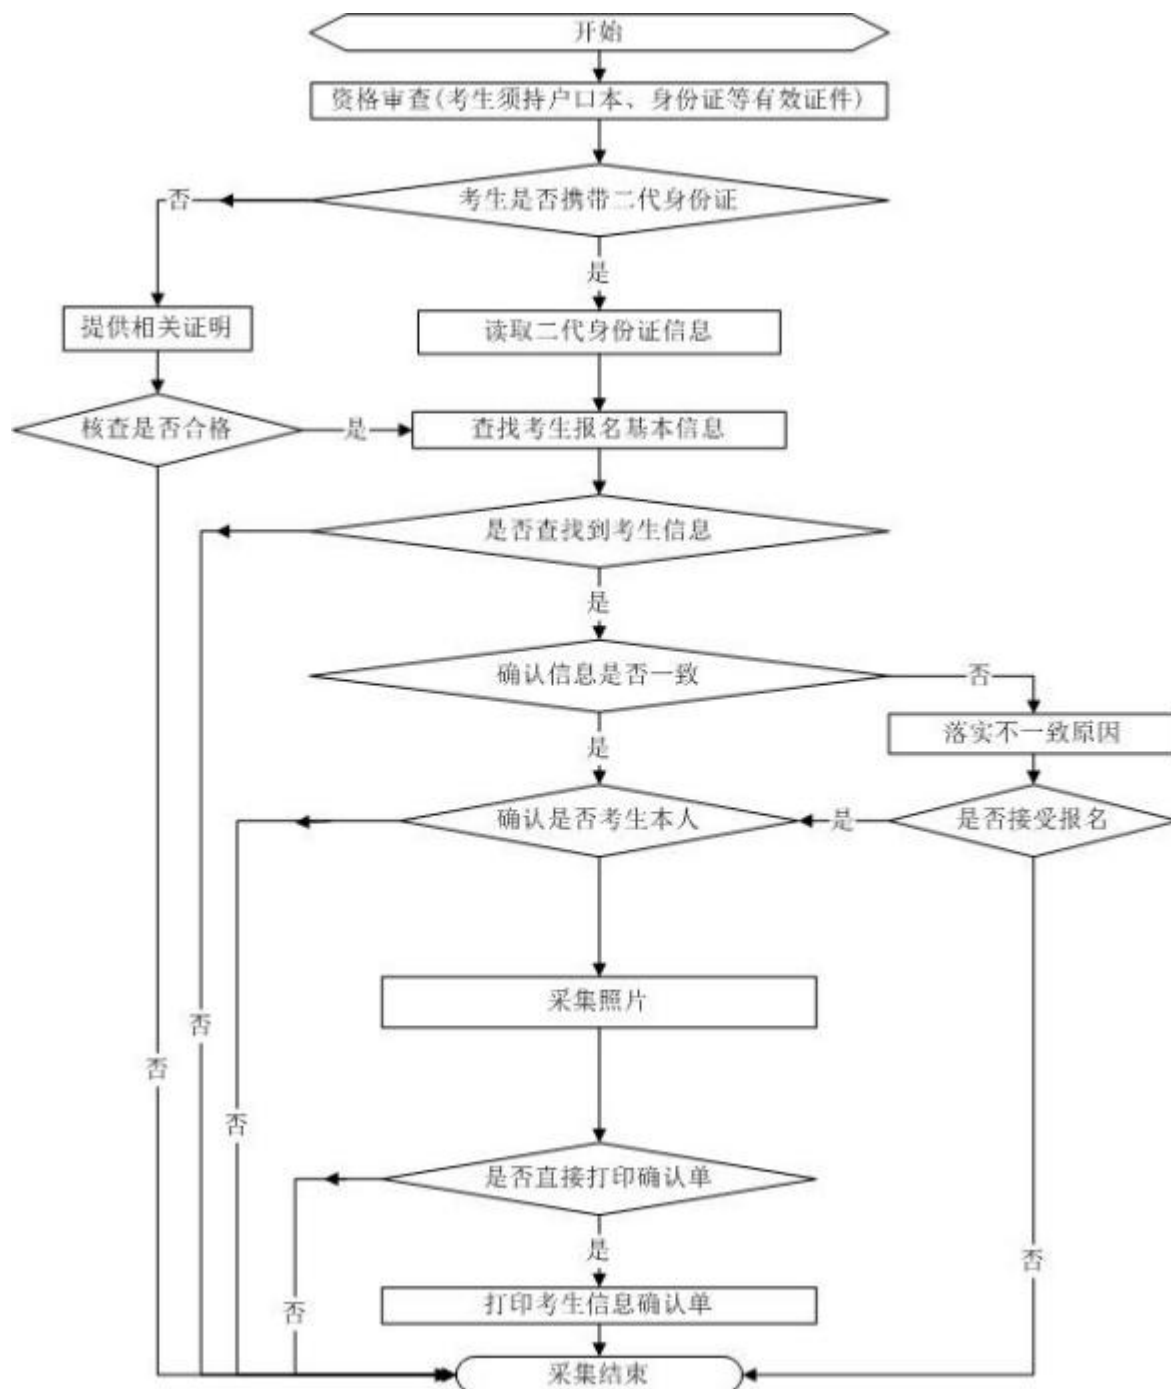 开始
资格审查(考生须持户口本、身份证等有效证件)
考生是否携带二代身份证
否
是
提供相关证明
读取二代身份证信息
核查是否合格
是
查找考生报名基本信息
是否查找到考生信息
是
确认信息是否一致
否
是
落实不一致原因
确认是否考生本人
是
是否接受报名
采集照片
否
否
否
是否直接打印确认单
是
否
否
打印考生信息确认单
采集结束